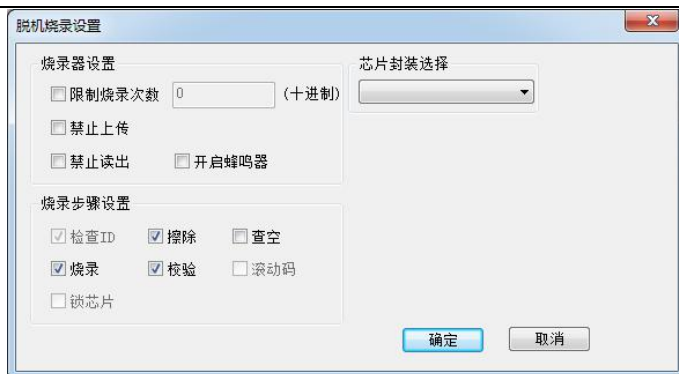 脱机烧录设置
烧录器设置
限制烧录次数 0 (十进制)
禁止上传
禁止读出 开启蜂鸣器
芯片封装选择
烧录步骤设置
检查ID 擦除 查空
烧录 校验 滚动码
锁芯片
确定 取消